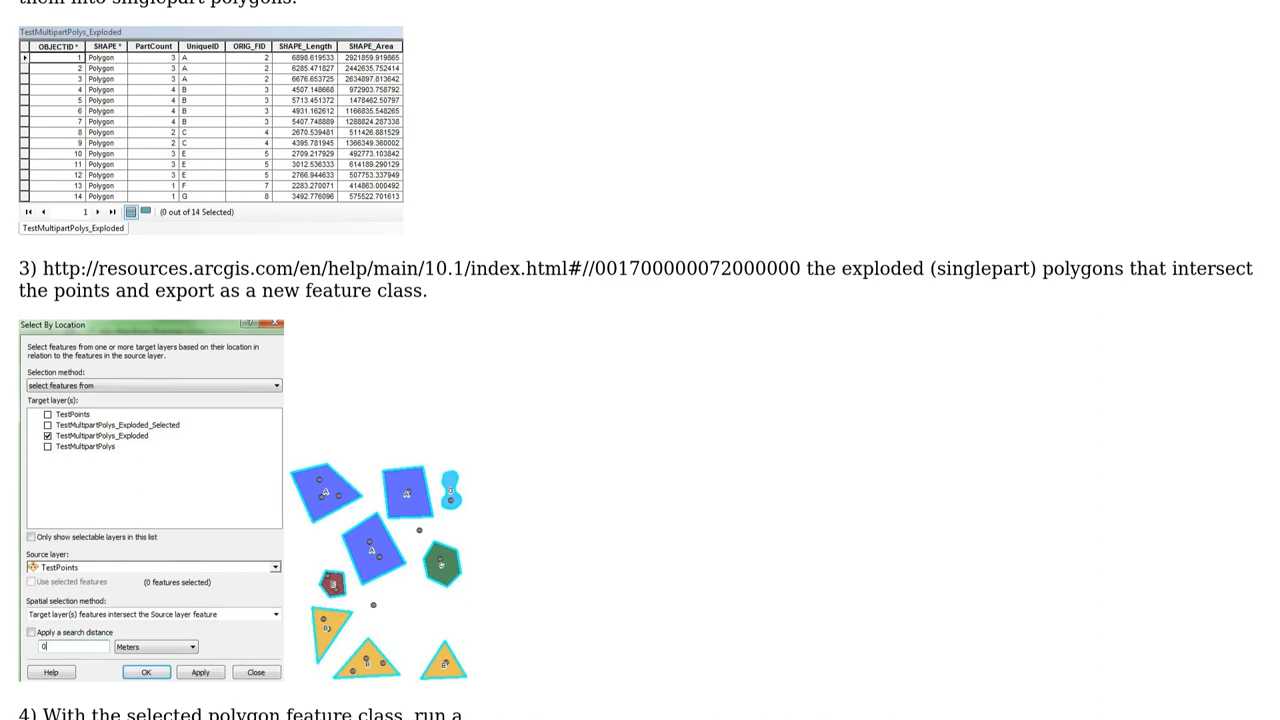 them into singlepart polygons.
TestMultipartPolys_Exploded
OBJECTID * SHAPE * PartCount UniqueID ORIG_FID SHAPE_Length SHAPE_Area
1 Polygon 3 A 2 6898.619533 2921859.919865
2 Polygon 3 A 2 6285.471827 2442635.752414
3 Polygon 3 A 2 6676.653725 2634897.813642
4 Polygon 4 B 3 4507.148668 972903.758792
5 Polygon 4 B 3 5713.451372 1478462.50797
6 Polygon 4 B 3 4931.162612 1166835.548265
7 Polygon 4 B 3 5407.748889 1288824.287338
8 Polygon 2 C 4 2670.539481 511426.881529
9 Polygon 2 C 4 4395.781945 1366349.360002
10 Polygon 3 E 5 2709.217929 492773.103842
11 Polygon 3 E 5 3012.536333 614189.290129
12 Polygon 3 E 5 2766.944633 507753.337949
13 Polygon 1 F 7 2283.270071 414863.000492
14 Polygon 1 G 8 3492.776096 575522.701613
1 (0 out of 14 Selected)
TestMultipartPolys_Exploded
3) http://resources.arcgis.com/en/help/main/10.1/index.html#//001700000072000000 the exploded (singlepart) polygons that intersect
the points and export as a new feature class.
Select By Location
Select features from one or more target layers based on their location in
relation to the features in the source layer.
Selection method:
select features from
Target layer(s):
TestPoints
TestMultipartPolys_Exploded_Selected
TestMultipartPolys_Exploded
TestMultipartPolys
Only show selectable layers in this list
Source layer:
TestPoints
Use selected features (0 features selected)
Spatial selection method:
Target layer(s) features intersect the Source layer feature
Apply a search distance
0 Meters
Help OK Apply Close
A A
A
B
B
4) With the selected polygon feature class, run a